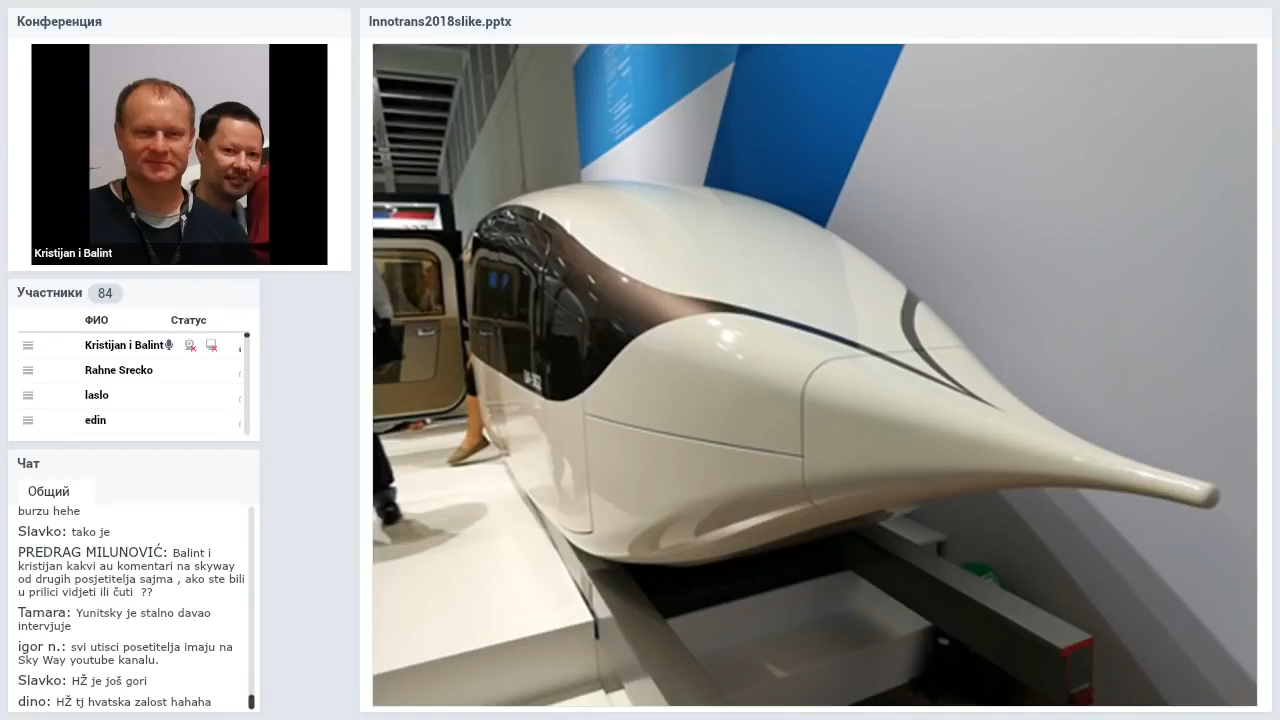 Конференция
Kristijan i Balint
Участники 84
ФИО Статус
Kristijan i Balint
Rahne Srecko
laslo
edin
Чат
Общий
burzu hehe
Slavko: tako je
PREDRAG MILUNOVIĆ: Balint i
kristijan kakvi au komentari na skyway
od drugih posjetitelja sajma , ako ste bili
u prilici vidjeti ili čuti ??
Tamara: Yunitsky je stalno davao
intervjuje
igor n.: svi utisci posetitelja imaju na
Sky Way youtube kanalu.
Slavko: HŽ je još gori
dino: HŽ tj hvatska zalost hahaha
Innotrans2018slike.pptx